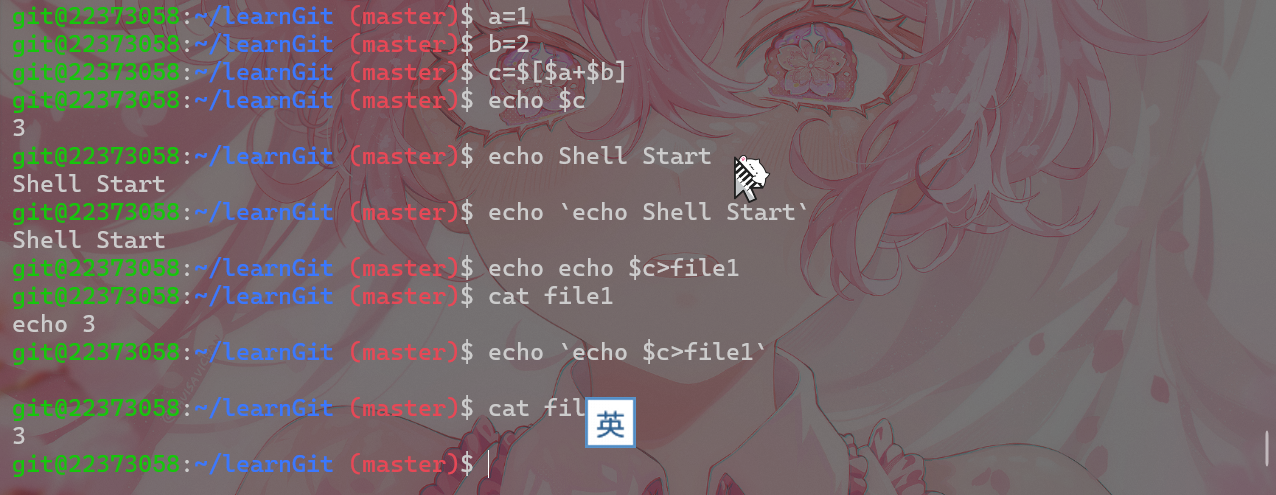 git@22373058:~/learnGit (master)$ a=1
git@22373058:~/learnGit (master)$ b=2
git@22373058:~/learnGit (master)$ c=$[$a+$b]
git@22373058:~/learnGit (master)$ echo $c
3
git@22373058:~/learnGit (master)$ echo Shell Start
Shell Start
git@22373058:~/learnGit (master)$ echo `echo Shell Start`
Shell Start
git@22373058:~/learnGit (master)$ echo echo $c>file1
git@22373058:~/learnGit (master)$ cat file1
echo 3
git@22373058:~/learnGit (master)$ echo `echo $c>file1`
git@22373058:~/learnGit (master)$ cat fil
英
3
git@22373058:~/learnGit (master)$